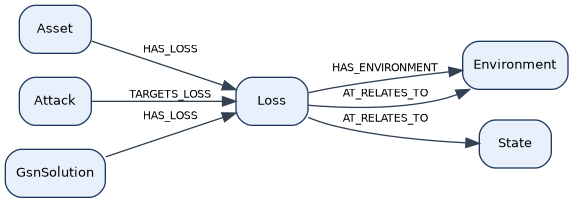 Asset
HAS_LOSS
Attack
TARGETS_LOSS
GsnSolution
HAS_LOSS
Loss
HAS_ENVIRONMENT
AT_RELATES_TO
Environment
AT_RELATES_TO
State